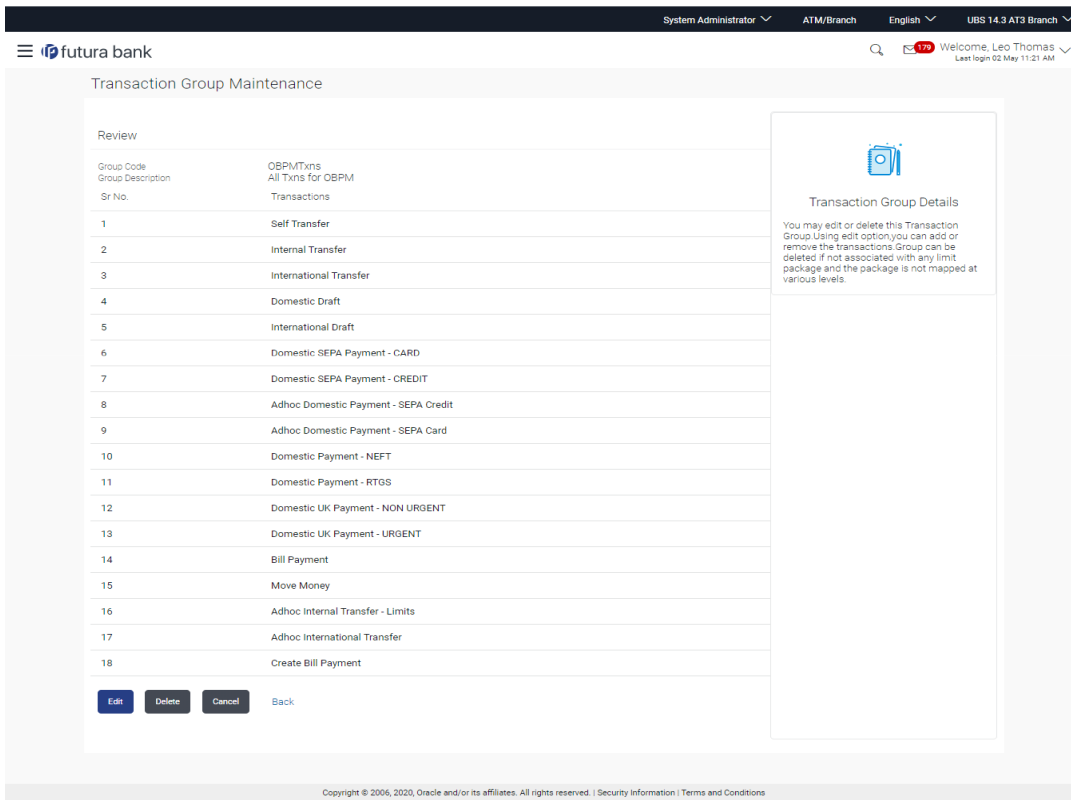 System Administrator ATM/Branch English UBS 14.3 AT3 Branch
futura bank 179 Welcome, Leo Thomas
Last login 02 May 11:21 AM
Transaction Group Maintenance
Review
Group Code OBPMTxns
Group Description All Txns for OBPM
Sr No. Transactions
1 Self Transfer
2 Internal Transfer
3 International Transfer
4 Domestic Draft
5 International Draft
6 Domestic SEPA Payment - CARD
7 Domestic SEPA Payment - CREDIT
8 Adhoc Domestic Payment - SEPA Credit
9 Adhoc Domestic Payment - SEPA Card
10 Domestic Payment - NEFT
11 Domestic Payment - RTGS
12 Domestic UK Payment - NON URGENT
13 Domestic UK Payment - URGENT
14 Bill Payment
15 Move Money
16 Adhoc Internal Transfer - Limits
17 Adhoc International Transfer
18 Create Bill Payment
Edit Delete Cancel Back
Transaction Group Details
You may edit or delete this Transaction
Group.Using edit option,you can add or
remove the transactions.Group can be
deleted if not associated with any limit
package and the package is not mapped at
various levels.
Copyright © 2006, 2020, Oracle and/or its affiliates. All rights reserved. | Security Information | Terms and Conditions